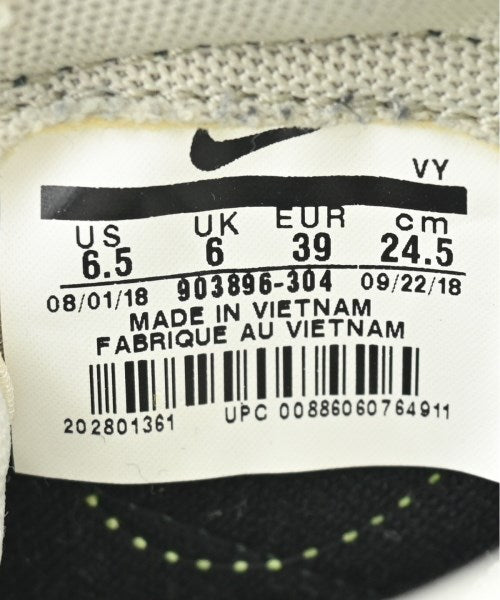 VY
US UK EUR cm
6.5 6 39 24.5
08/01/18 903896-304 09/22/18
MADE IN VIETNAM
FABRIQUE AU VIETNAM
202801361 UPC 00886060764911